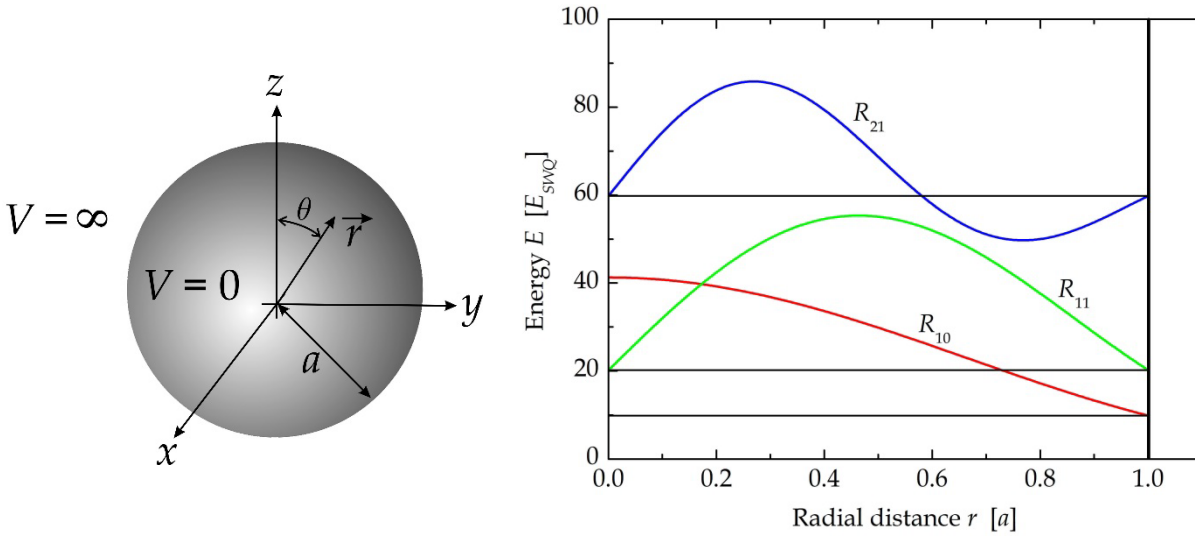 z
V = ∞
θ
r
V = 0
y
a
x
100
80
60
40
20
0
Energy E [E_SWQ]
R_21
R_11
R_10
0.0 0.2 0.4 0.6 0.8 1.0
Radial distance r [a]